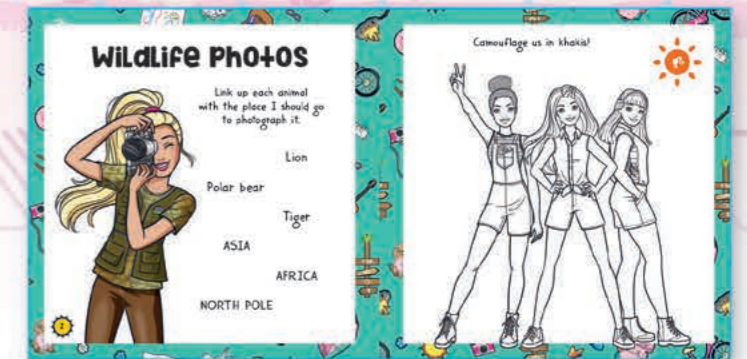 WILDLIFE PHOTOS
Link up each animal
with the place I should go
to photograph it.
Lion
Polar bear
Tiger
ASIA
AFRICA
NORTH POLE
2
Camouflage us in khakis!